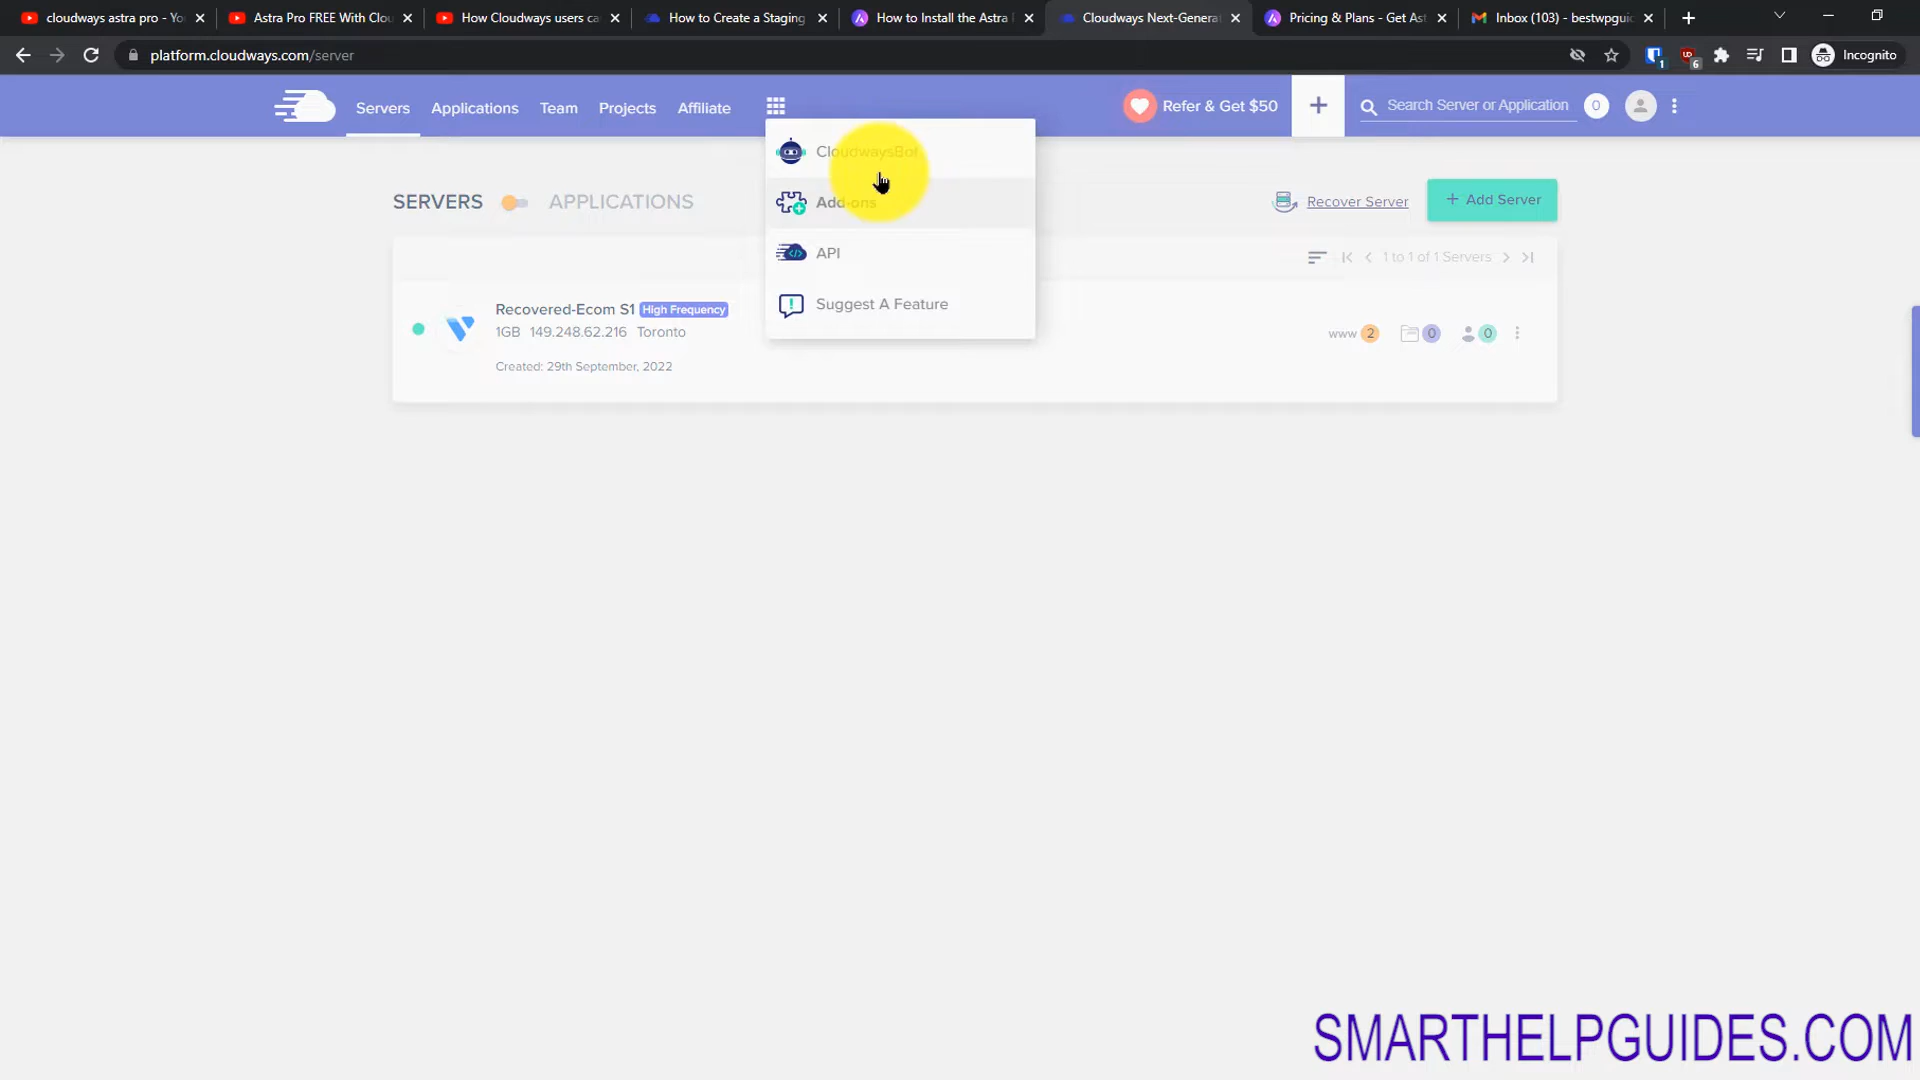 cloudways astra pro - Yo
Astra Pro FREE With Clou
How Cloudways users ca
How to Create a Staging
How to Install the Astra
Cloudways Next-Generat
Pricing & Plans - Get Ast
Inbox (103) - bestwpgui
platform.cloudways.com/server
1
6
Incognito
Servers
Applications
Team
Projects
Affiliate
Refer & Get $50
+
Search Server or Application
0
CloudwaysBot
Add-ons
API
Suggest A Feature
SERVERS
APPLICATIONS
Recover Server
+ Add Server
1 to 1 of 1 Servers
Recovered-Ecom S1 High Frequency
1GB 149.248.62.216 Toronto
Created: 29th September, 2022
www 2
0
0
SMARTHELPGUIDES.COM